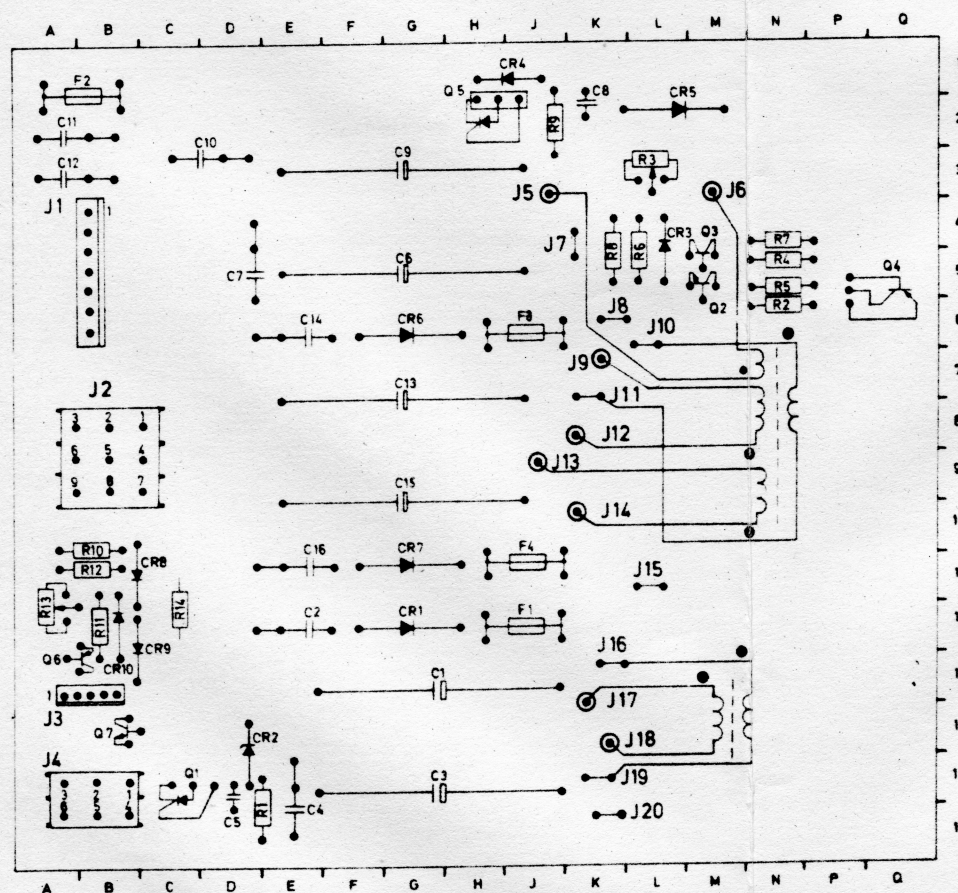 A B C D E F G H J K L M N P Q
F2
CR4
Q5
R9
C8
CR5
C11
C12
C10
C9
R3
J1
1
J5
J6
J7
R8
R6
CR3
Q3
Q2
R7
R4
R5
R2
Q4
C7
C6
C14
CR6
F8
J8
J10
J9
J2
3 2 1
6 5 4
9 8 7
C13
J11
J12
J13
C15
J14
R10
R12
CR8
R13
R11
R14
C16
CR7
F4
J15
C2
CR1
F1
Q6
CR10
CR9
J16
1
J3
C1
J17
Q7
CR2
J18
J4
3 2 1
6 5 4
Q1
C5
R1
C4
C3
J19
J20
A B C D E F G H J K L M N P Q